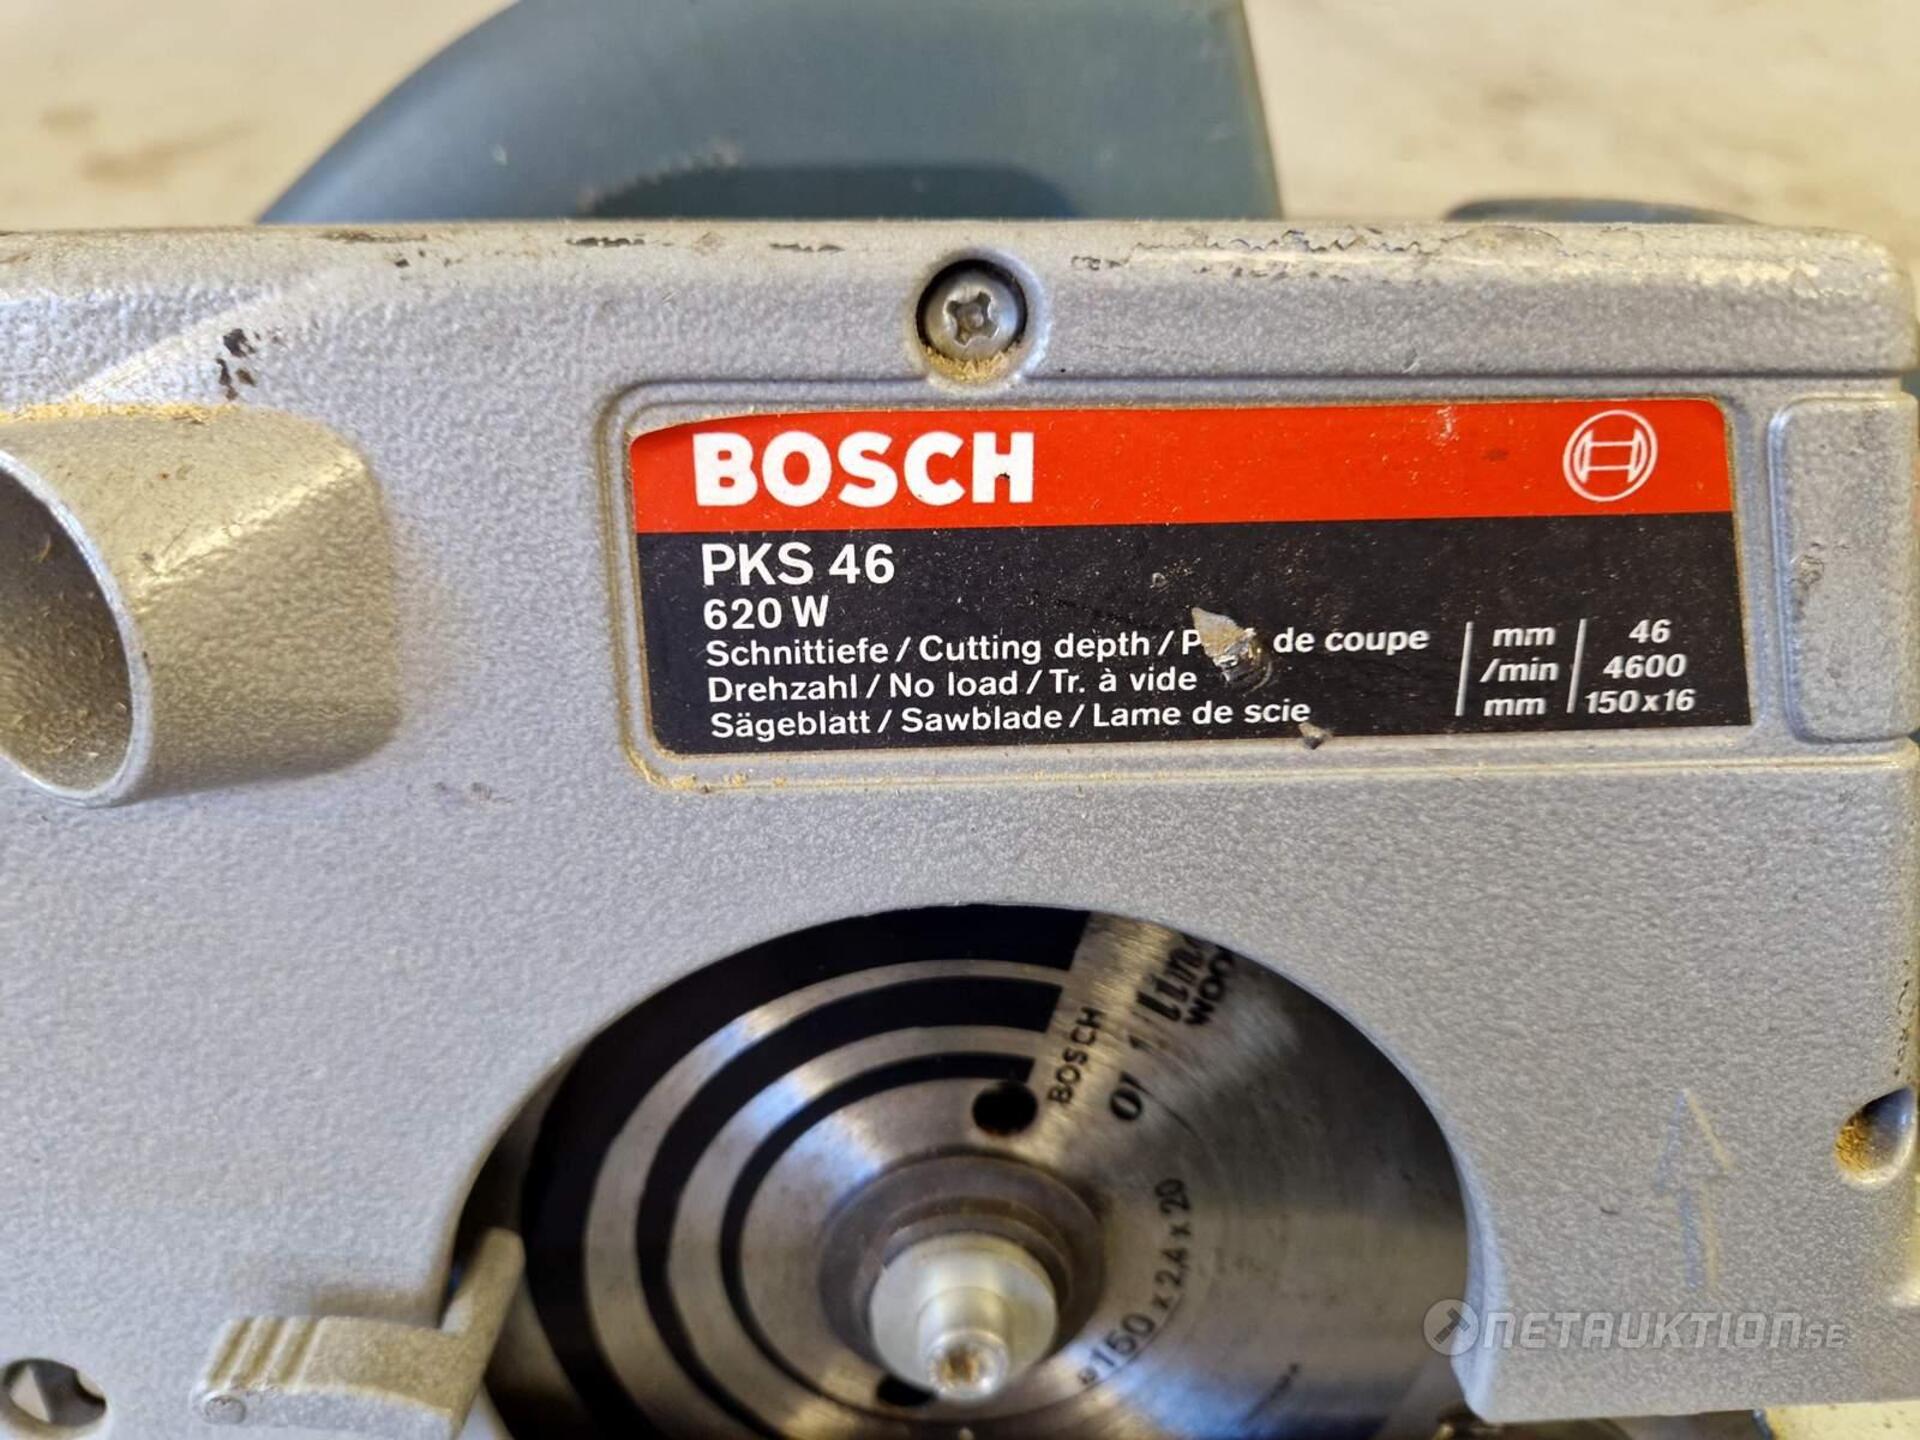 BOSCH
PKS 46
620 W
Schnittiefe / Cutting depth / P de coupe mm 46
Drehzahl / No load / Tr. à vide /min 4600
Sägeblatt / Sawblade / Lame de scie mm 150x16
BOSCH
ø150 x 2.4 x 20
NETAUKTION.SE